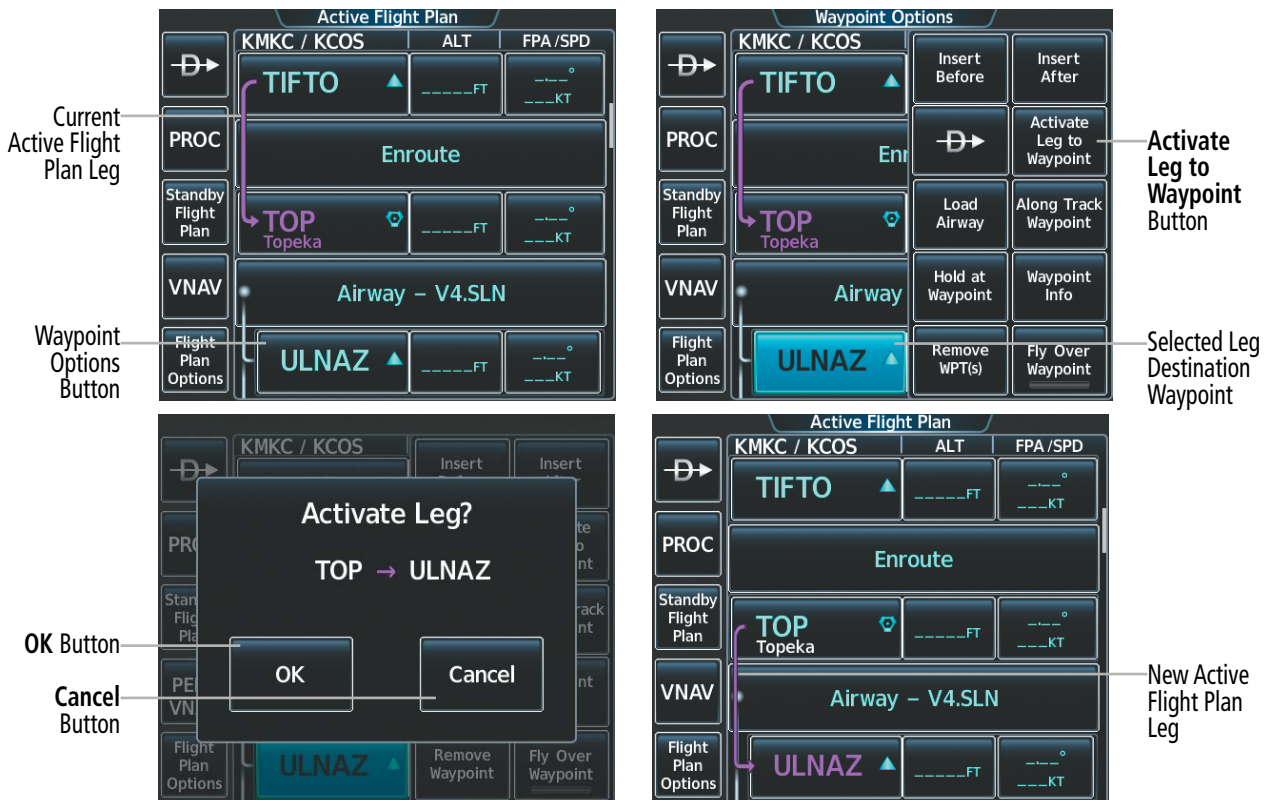 Active Flight Plan
KMKC / KCOS ALT FPA/SPD
TIFTO _____FT _.__° ___KT
PROC
Enroute
Standby Flight Plan
TOP _____FT _.__° ___KT
Topeka
VNAV
Airway – V4.SLN
Flight Plan Options
ULNAZ _____FT _.__° ___KT
Current
Active Flight
Plan Leg
Waypoint
Options
Button
Waypoint Options
KMKC / KCOS
D
TIFTO
PROC
Enr
Standby
Flight
Plan
TOP
Topeka
VNAV
Airway
Flight
Plan
Options
ULNAZ
Insert
Before
Insert
After
D
Activate
Leg to
Waypoint
Load
Airway
Along Track
Waypoint
Hold at
Waypoint
Waypoint
Info
Remove
WPT(s)
Fly Over
Waypoint
Activate
Leg to
Waypoint
Button
Selected Leg
Destination
Waypoint
KMKC / KCOS
D
Insert
Insert
Activate Leg?
TOP → ULNAZ
OK
Cancel
Flight
Plan
Options
ULNAZ
Remove
Waypoint
Fly Over
Waypoint
OK Button
Cancel
Button
Active Flight Plan
KMKC / KCOS ALT FPA/SPD
D
TIFTO _____FT _.__° ___KT
PROC
Enroute
Standby
Flight
Plan
TOP _____FT _.__° ___KT
Topeka
VNAV
Airway – V4.SLN
Flight
Plan
Options
ULNAZ _____FT _.__° ___KT
New Active
Flight Plan
Leg